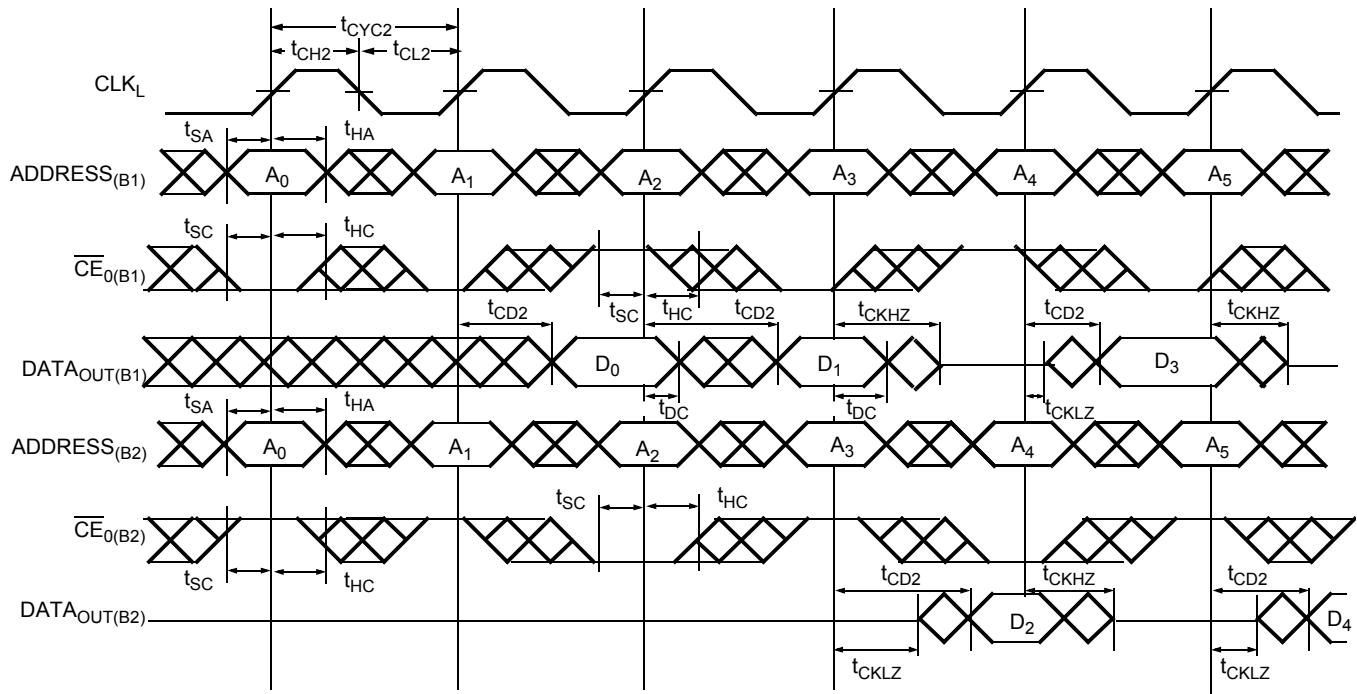 tCYC2
tCH2 tCL2
CLKL
tSA tHA
ADDRESS(B1) A0 A1 A2 A3 A4 A5
tSC tHC
CE0(B1)
tCD2 tSC tHC tCD2 tCKHZ tCD2 tCKHZ
DATAOUT(B1) D0 D1 D3
tSA tHA tDC tDC tCKLZ
ADDRESS(B2) A0 A1 A2 A3 A4 A5
tSC tHC
CE0(B2)
tSC tHC tCD2 tCKHZ tCD2
DATAOUT(B2) D2 D4
tCKLZ tCKLZ